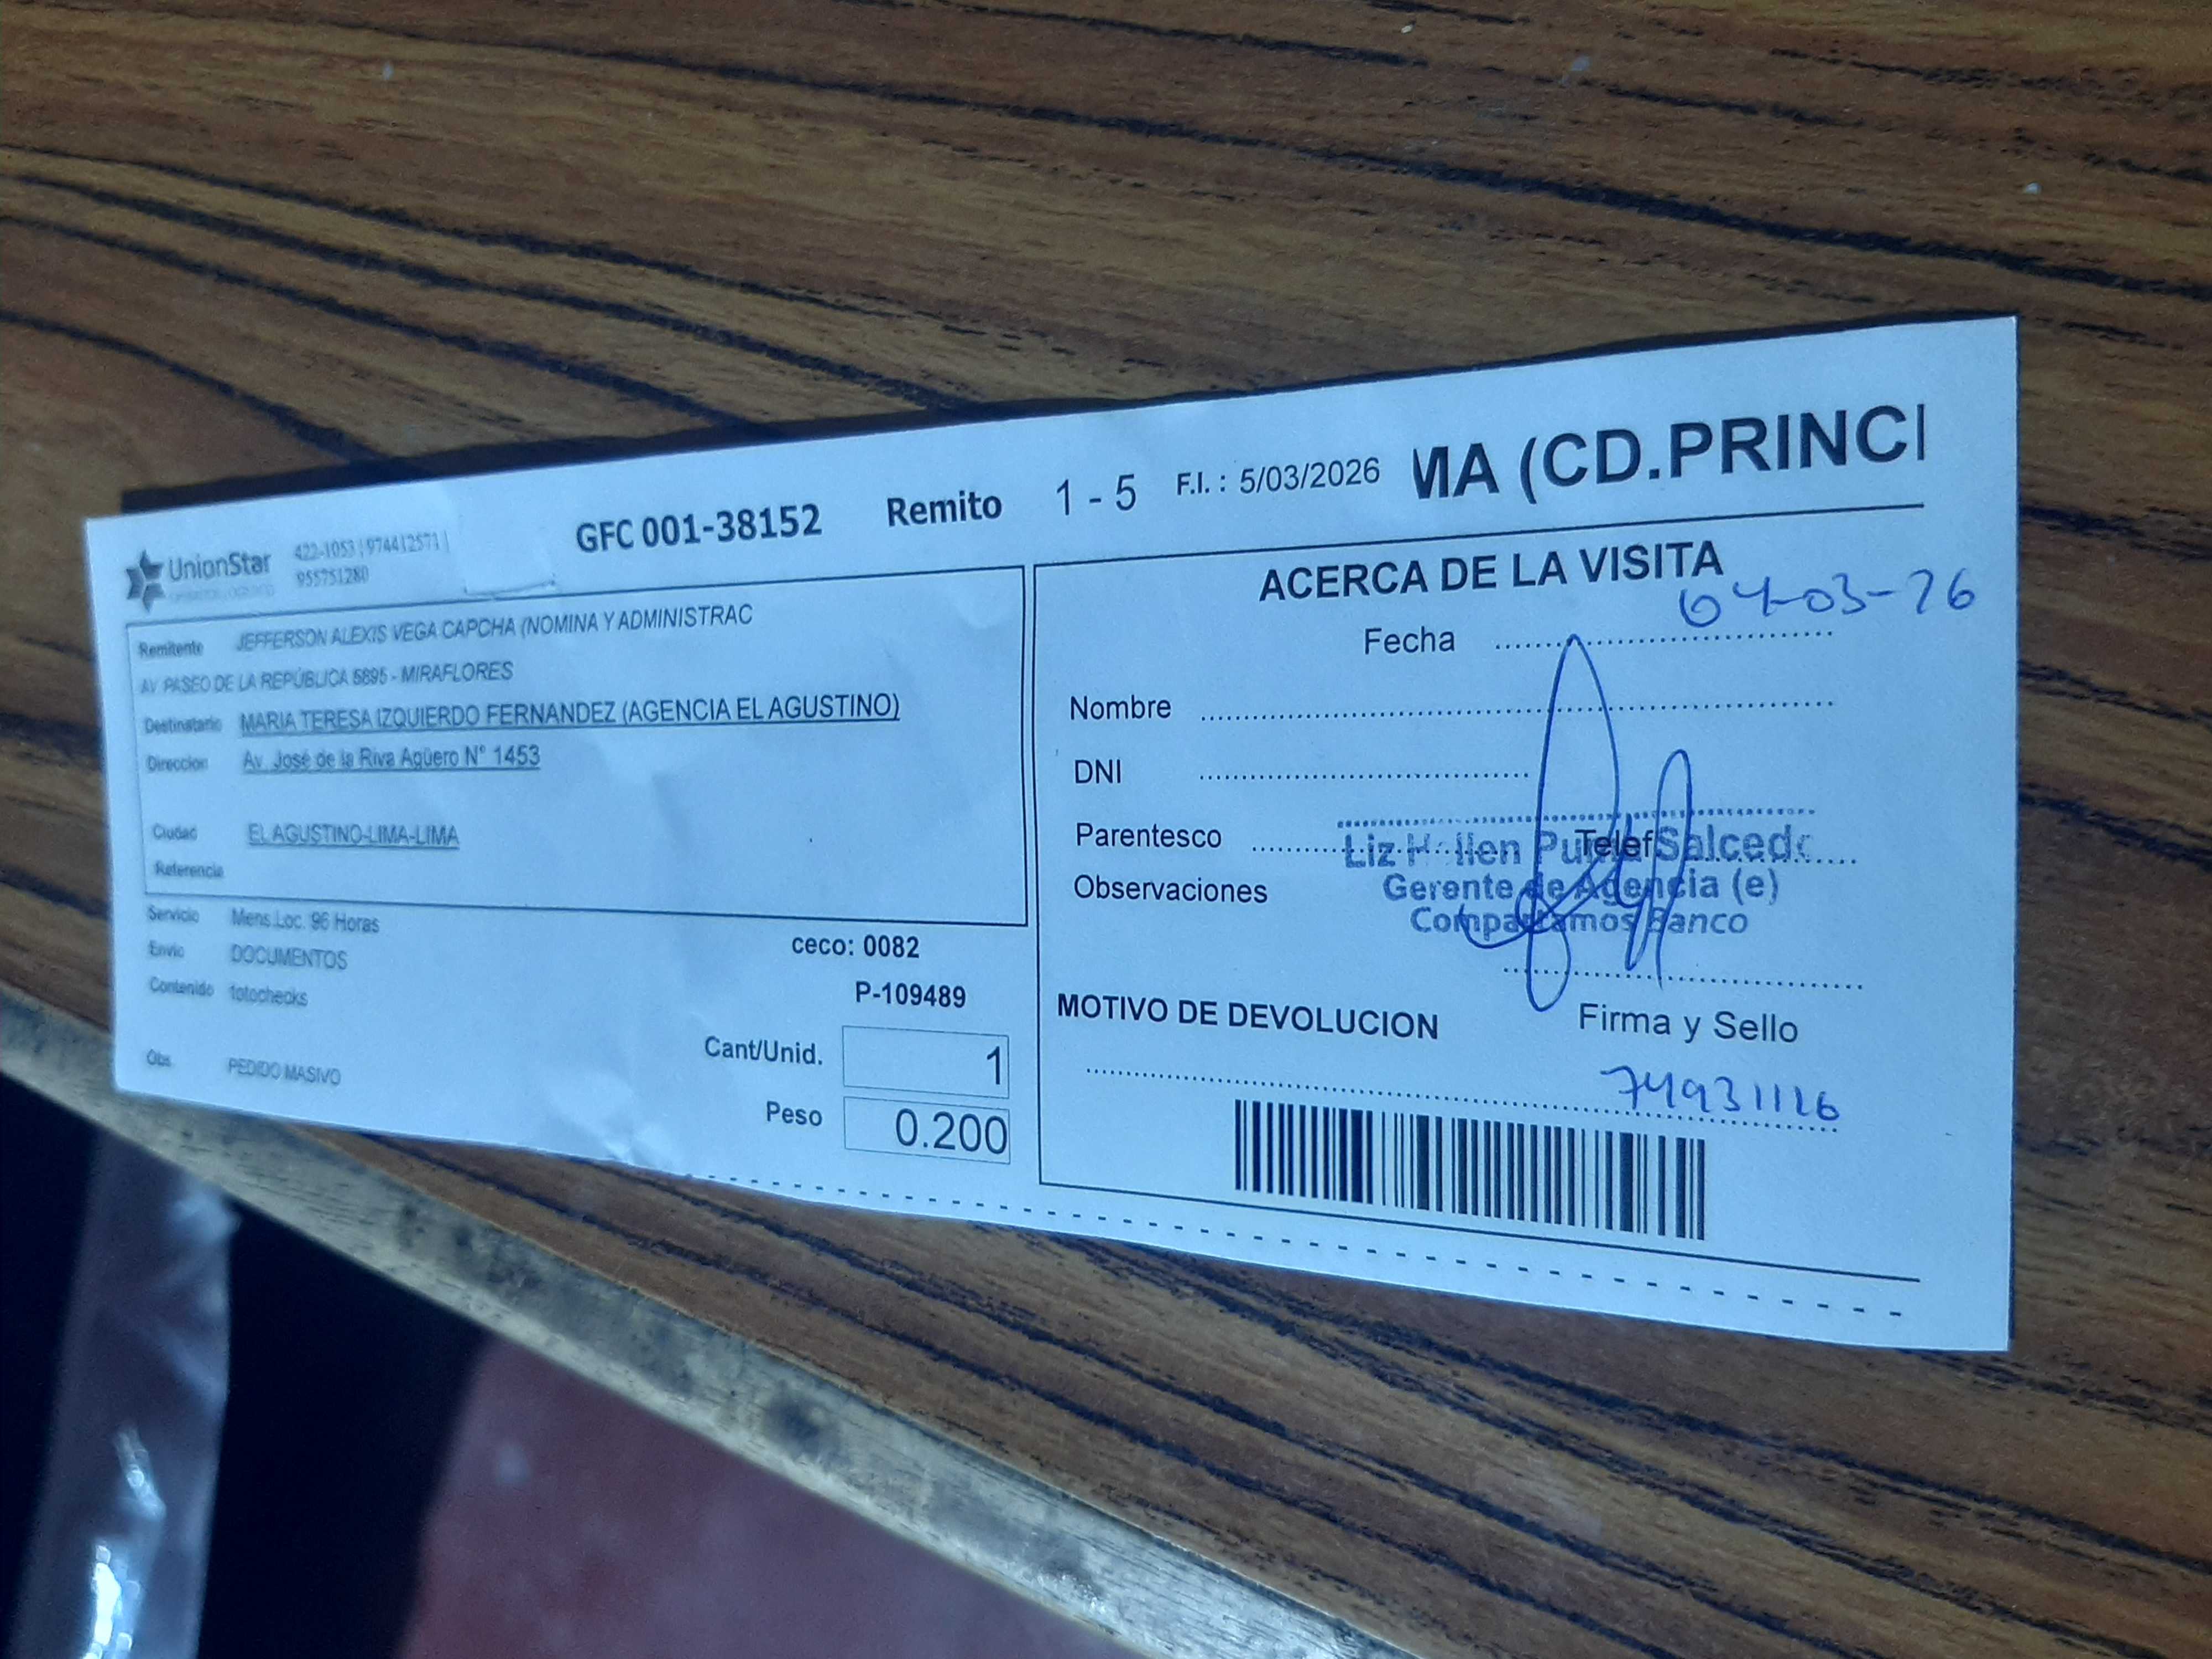 UnionStar
422-1053 | 974412571 |
955751280
GFC 001-38152 Remito 1 - 5 F.I. : 5/03/2026 MA (CD.PRINCI
Remitente JEFFERSON ALEXIS VEGA CAPCHA (NOMINA Y ADMINISTRAC
AV. PASEO DE LA REPÚBLICA 5895 - MIRAFLORES
Destinatario MARIA TERESA IZQUIERDO FERNANDEZ (AGENCIA EL AGUSTINO)
Direccion Av. José de la Riva Agüero N° 1453
Ciudad EL AGUSTINO-LIMA-LIMA
Referencia
Servicio Mens.Loc. 96 Horas
Envio DOCUMENTOS
Contenido fotochecks
Obs. PEDIDO MASIVO
ceco: 0082
P-109489
Cant/Unid. 1
Peso 0.200
ACERCA DE LA VISITA
Fecha 04-03-26
Nombre
DNI
Parentesco Telef
Liz Salcedo
Observaciones
Gerente de Agencia (e)
Compartamos Banco
Firma y Sello
MOTIVO DE DEVOLUCION
74931126